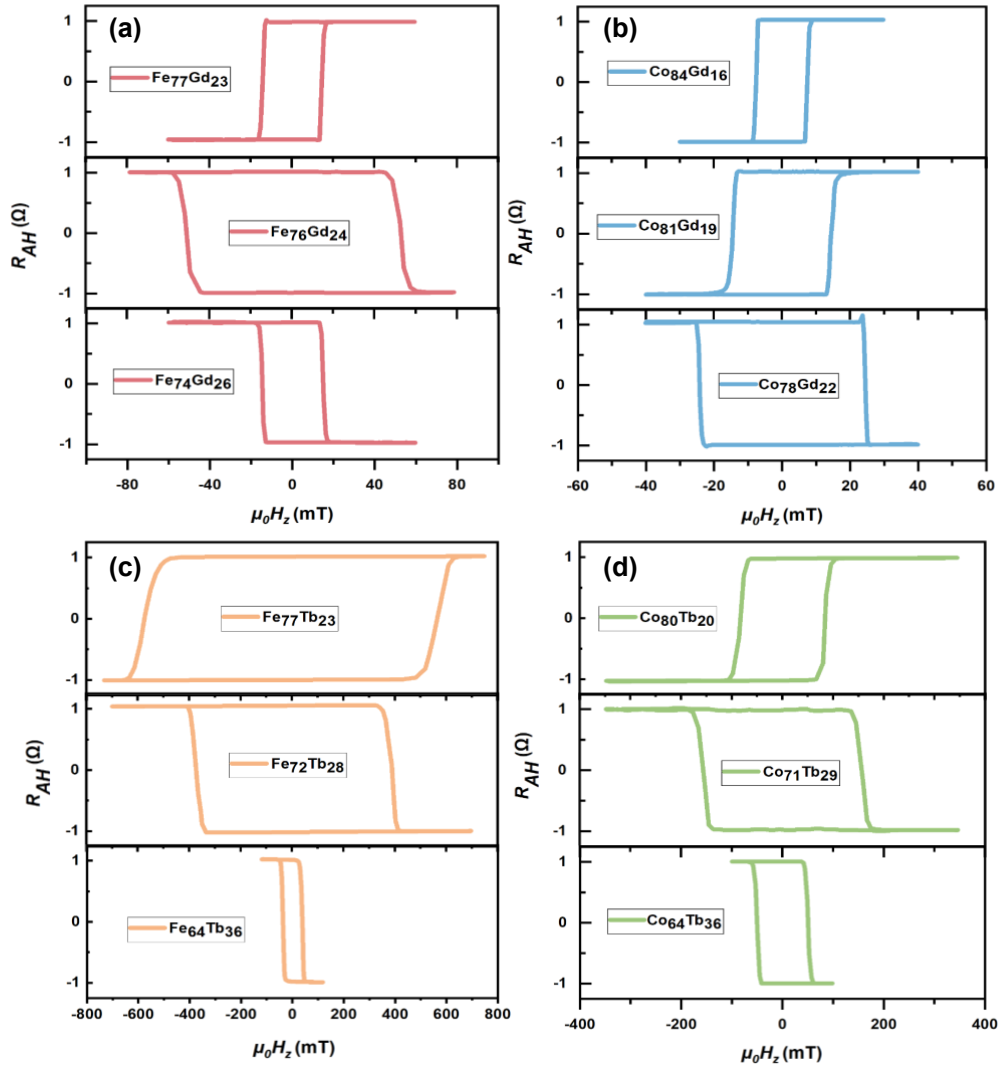 (a)
1
0
-1
Fe77Gd23
1
0
-1
Fe76Gd24
1
0
-1
Fe74Gd26
RAH (Ω)
-80 -40 0 40 80
μ0Hz (mT)
(b)
1
0
-1
Co84Gd16
1
0
-1
Co81Gd19
1
0
-1
Co78Gd22
RAH (Ω)
-60 -40 -20 0 20 40 60
μ0Hz (mT)
(c)
1
0
-1
Fe77Tb23
1
0
-1
Fe72Tb28
1
0
-1
Fe64Tb36
RAH (Ω)
-800 -600 -400 -200 0 200 400 600 800
μ0Hz (mT)
(d)
1
0
-1
Co80Tb20
1
0
-1
Co71Tb29
1
0
-1
Co64Tb36
RAH (Ω)
-400 -200 0 200 400
μ0Hz (mT)